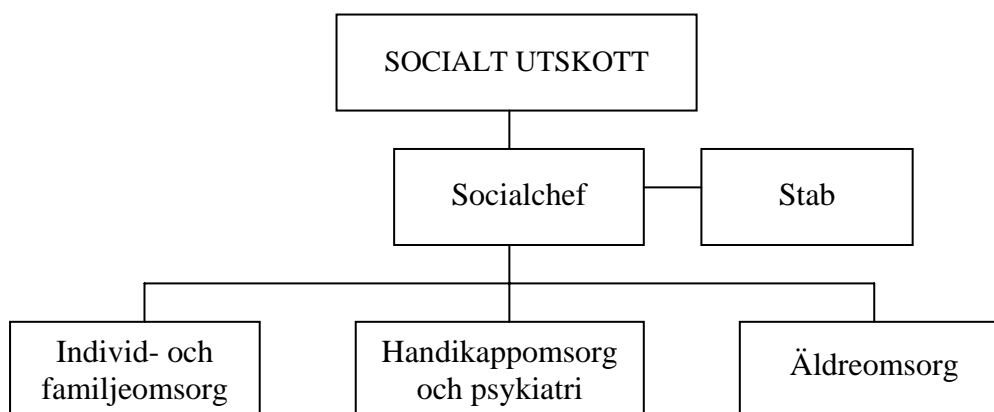 SOCIALT UTSKOTT
Socialchef
Stab
Individ- och
familjeomsorg
Handikappomsorg
och psykiatri
Äldreomsorg